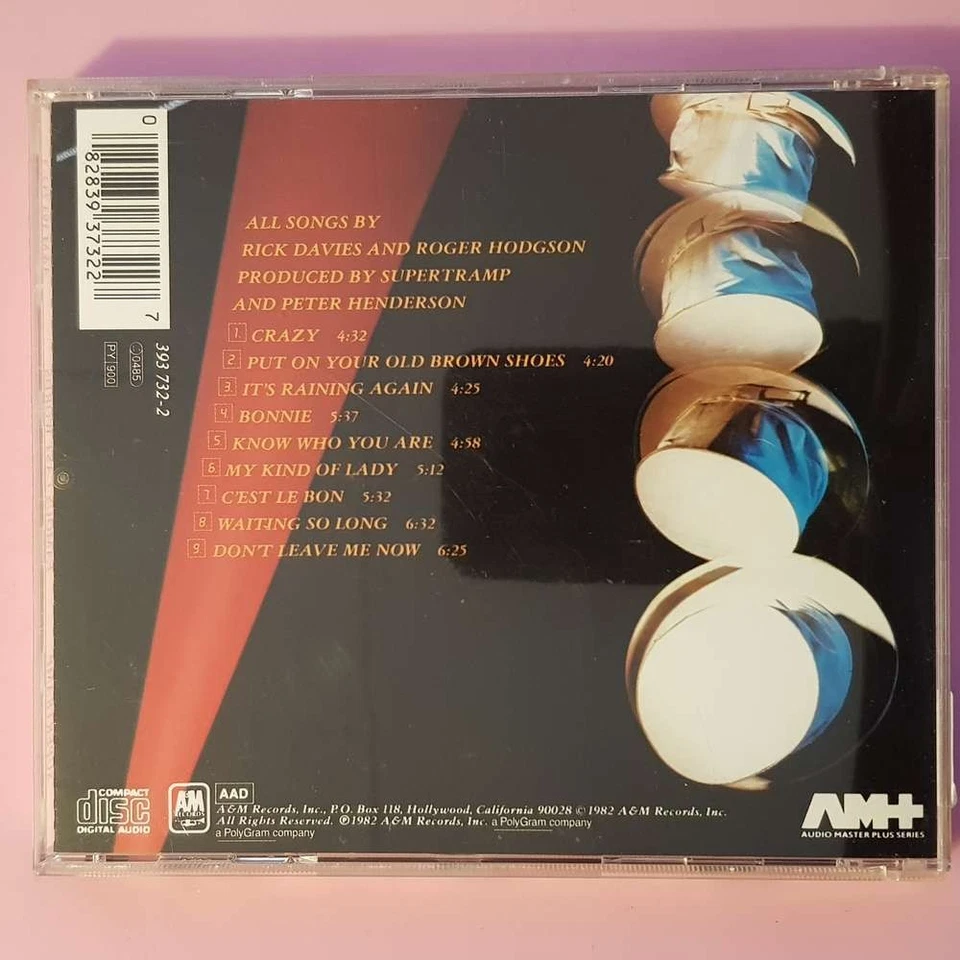 0 82839 37322 7
393 732-2
0485
PY 900
ALL SONGS BY
RICK DAVIES AND ROGER HODGSON
PRODUCED BY SUPERTRAMP
AND PETER HENDERSON
1. CRAZY 4:32
2. PUT ON YOUR OLD BROWN SHOES 4:20
3. IT'S RAINING AGAIN 4:25
4. BONNIE 5:37
5. KNOW WHO YOU ARE 4:58
6. MY KIND OF LADY 5:12
7. C'EST LE BON 5:32
8. WAITING SO LONG 6:32
9. DON'T LEAVE ME NOW 6:25
COMPACT
disc
DIGITAL AUDIO
A&M
RECORDS
AAD
A&M Records, Inc., P.O. Box 118, Hollywood, California 90028 © 1982 A&M Records, Inc.
All Rights Reserved. ℗ 1982 A&M Records, Inc. a PolyGram company
a PolyGram company
AM+
AUDIO MASTER PLUS SERIES